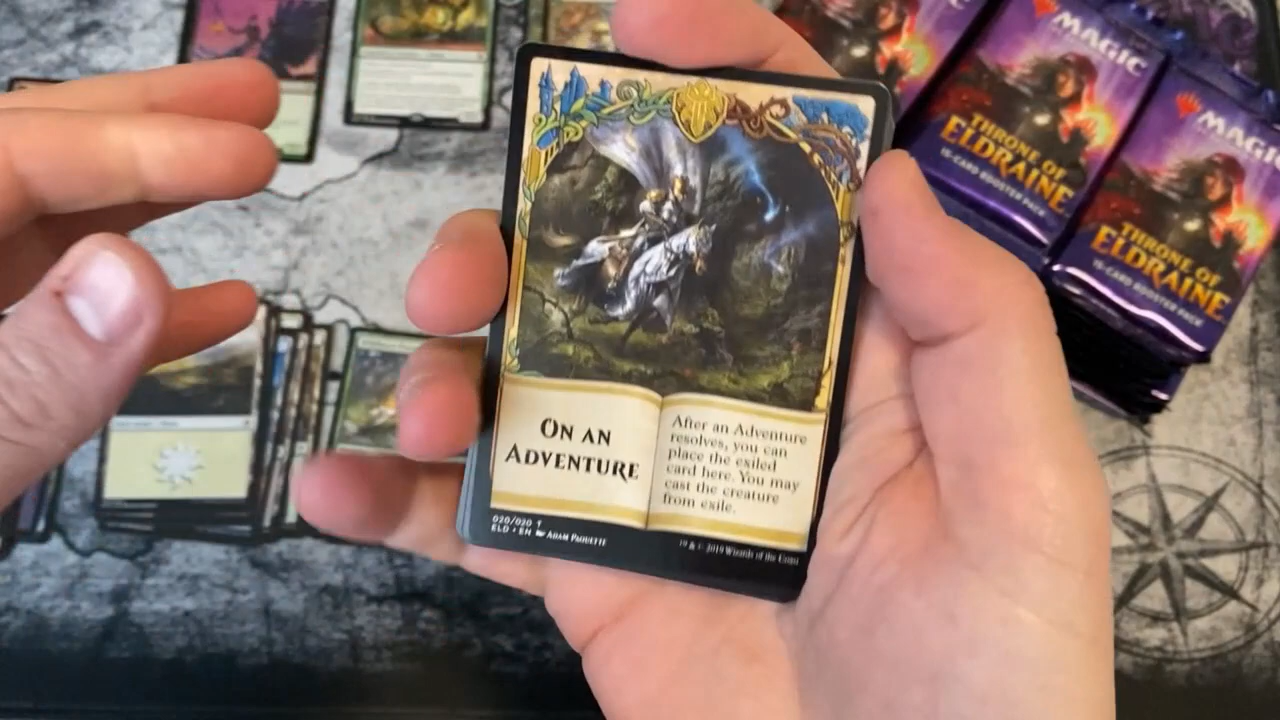 ON AN
ADVENTURE
After an Adventure
resolves, you can
place the exiled
card here. You may
cast the creature
from exile.
020/020 T
ELD • EN ADAM PAQUETTE
™ & © 2019 Wizards of the Coast
MAGIC
THRONE OF
ELDRAINE
15-CARD BOOSTER PACK
MAGIC
THRONE OF
ELDRAINE
15-CARD BOOSTER PACK